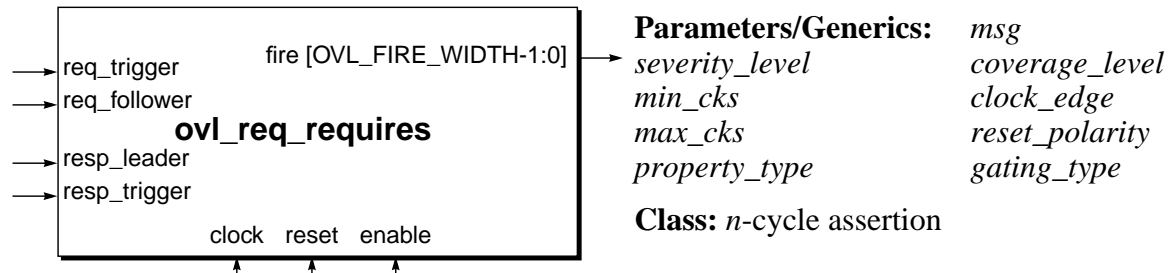 req_trigger
fire [OVL_FIRE_WIDTH-1:0]
req_follower
ovl_req_requires
resp_leader
resp_trigger
clock reset enable
Parameters/Generics: msg
severity_level coverage_level
min_cks clock_edge
max_cks reset_polarity
property_type gating_type
Class: n-cycle assertion